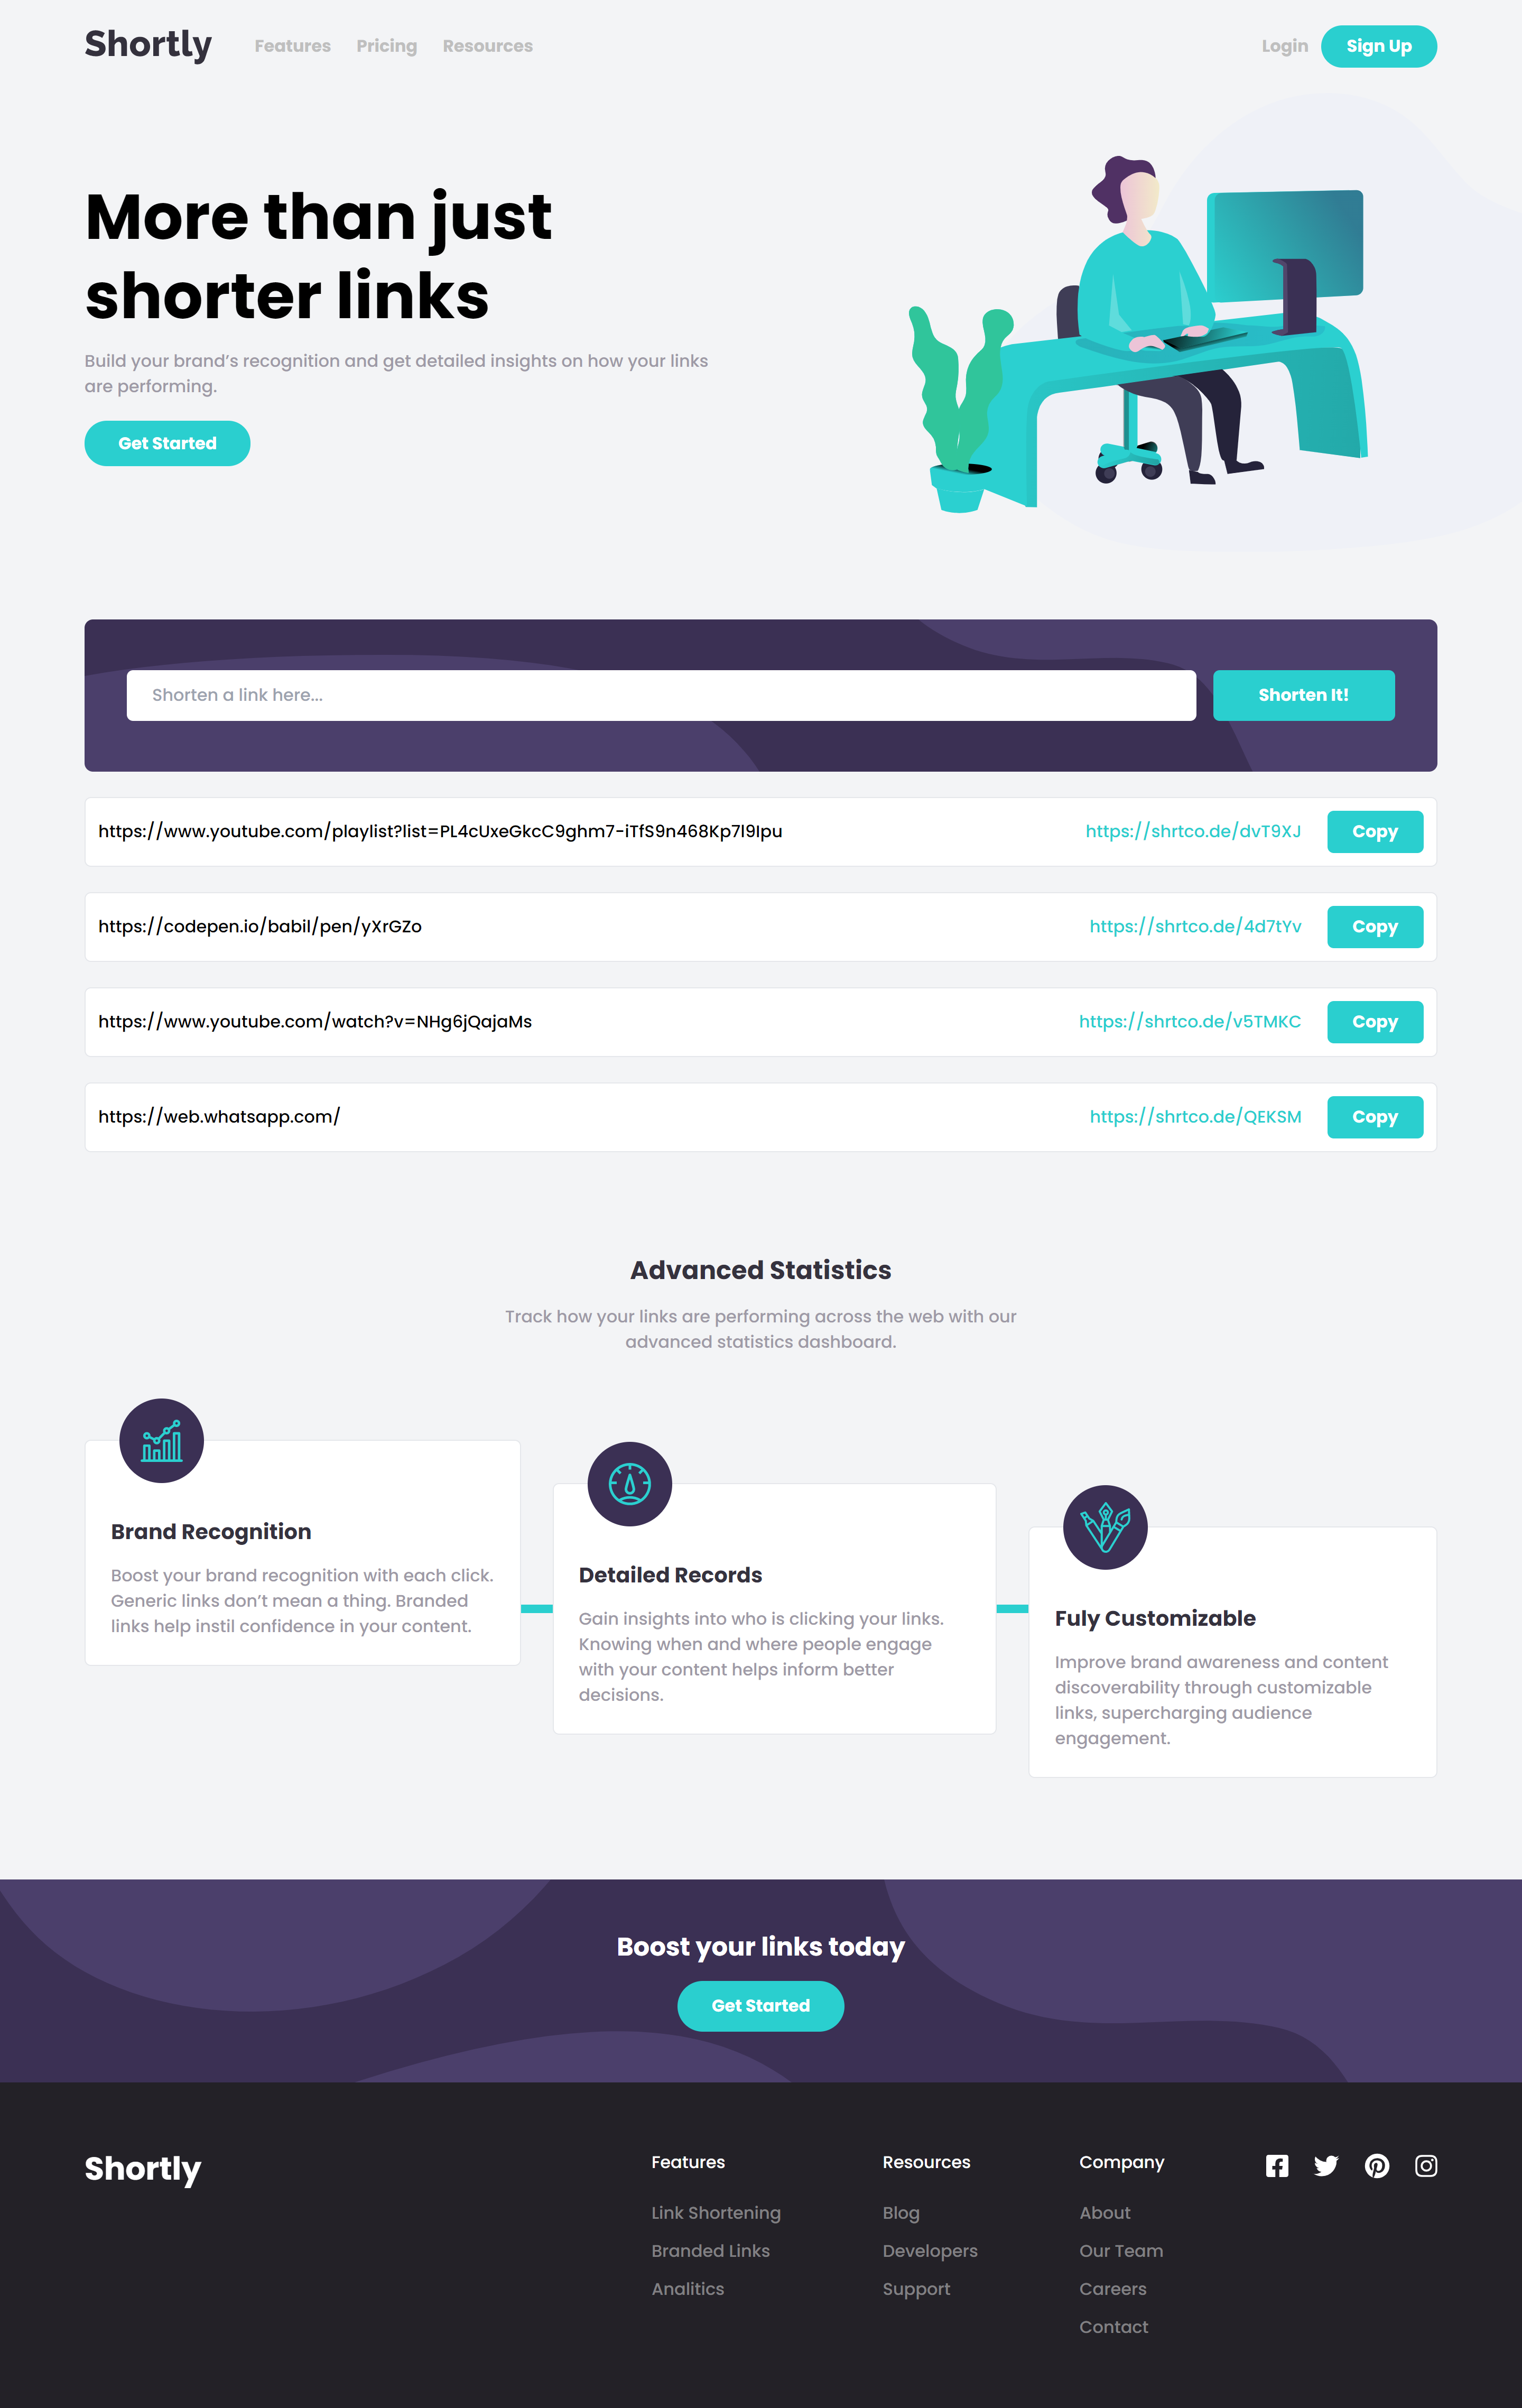 Shortly
Features
Pricing
Resources
Login
Sign Up
More than just
shorter links
Build your brand’s recognition and get detailed insights on how your links
are performing.
Get Started
Shorten a link here...
Shorten It!
https://www.youtube.com/playlist?list=PL4cUxeGkcC9ghm7-iTfS9n468Kp7l9Ipu
https://shrtco.de/dvT9XJ
Copy
https://codepen.io/babil/pen/yXrGZo
https://shrtco.de/4d7tYv
Copy
https://www.youtube.com/watch?v=NHg6jQajaMs
https://shrtco.de/v5TMKC
Copy
https://web.whatsapp.com/
https://shrtco.de/QEKSM
Copy
Advanced Statistics
Track how your links are performing across the web with our
advanced statistics dashboard.
Brand Recognition
Boost your brand recognition with each click.
Generic links don’t mean a thing. Branded
links help instil confidence in your content.
Detailed Records
Gain insights into who is clicking your links.
Knowing when and where people engage
with your content helps inform better
decisions.
Fuly Customizable
Improve brand awareness and content
discoverability through customizable
links, supercharging audience
engagement.
Boost your links today
Get Started
Shortly
Features
Link Shortening
Branded Links
Analitics
Resources
Blog
Developers
Support
Company
About
Our Team
Careers
Contact